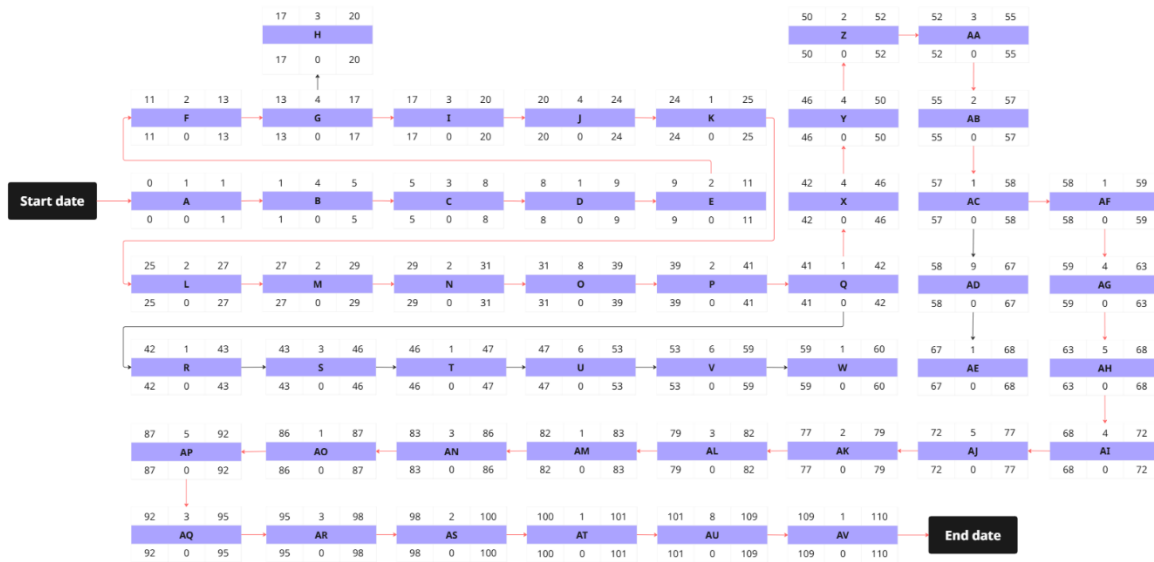 17 3 20
H
17 0 20
50 2 52
Z
50 0 52
52 3 55
AA
52 0 55
11 2 13
F
11 0 13
13 4 17
G
13 0 17
17 3 20
I
17 0 20
20 4 24
J
20 0 24
24 1 25
K
24 0 25
46 4 50
Y
46 0 50
55 2 57
AB
55 0 57
Start date
0 1 1
A
0 0 1
1 4 5
B
1 0 5
5 3 8
C
5 0 8
8 1 9
D
8 0 9
9 2 11
E
9 0 11
42 4 46
X
42 0 46
57 1 58
AC
57 0 58
58 1 59
AF
58 0 59
25 2 27
L
25 0 27
27 2 29
M
27 0 29
29 2 31
N
29 0 31
31 8 39
O
31 0 39
39 2 41
P
39 0 41
41 1 42
Q
41 0 42
58 9 67
AD
58 0 67
59 4 63
AG
59 0 63
42 1 43
R
42 0 43
43 3 46
S
43 0 46
46 1 47
T
46 0 47
47 6 53
U
47 0 53
53 6 59
V
53 0 59
59 1 60
W
59 0 60
67 1 68
AE
67 0 68
63 5 68
AH
63 0 68
87 5 92
AP
87 0 92
86 1 87
AO
86 0 87
83 3 86
AN
83 0 86
82 1 83
AM
82 0 83
79 3 82
AL
79 0 82
77 2 79
AK
77 0 79
72 5 77
AJ
72 0 77
68 4 72
AI
68 0 72
92 3 95
AQ
92 0 95
95 3 98
AR
95 0 98
98 2 100
AS
98 0 100
100 1 101
AT
100 0 101
101 8 109
AU
101 0 109
109 1 110
AV
109 0 110
End date